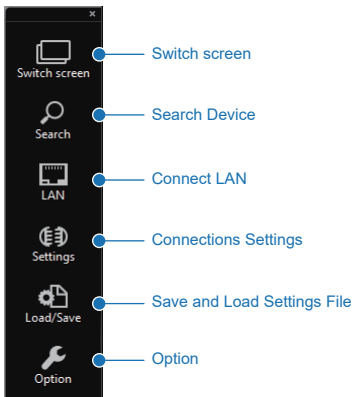 ×
Switch screen
Switch screen
Search
Search Device
LAN
Connect LAN
Settings
Connections Settings
Load/Save
Save and Load Settings File
Option
Option